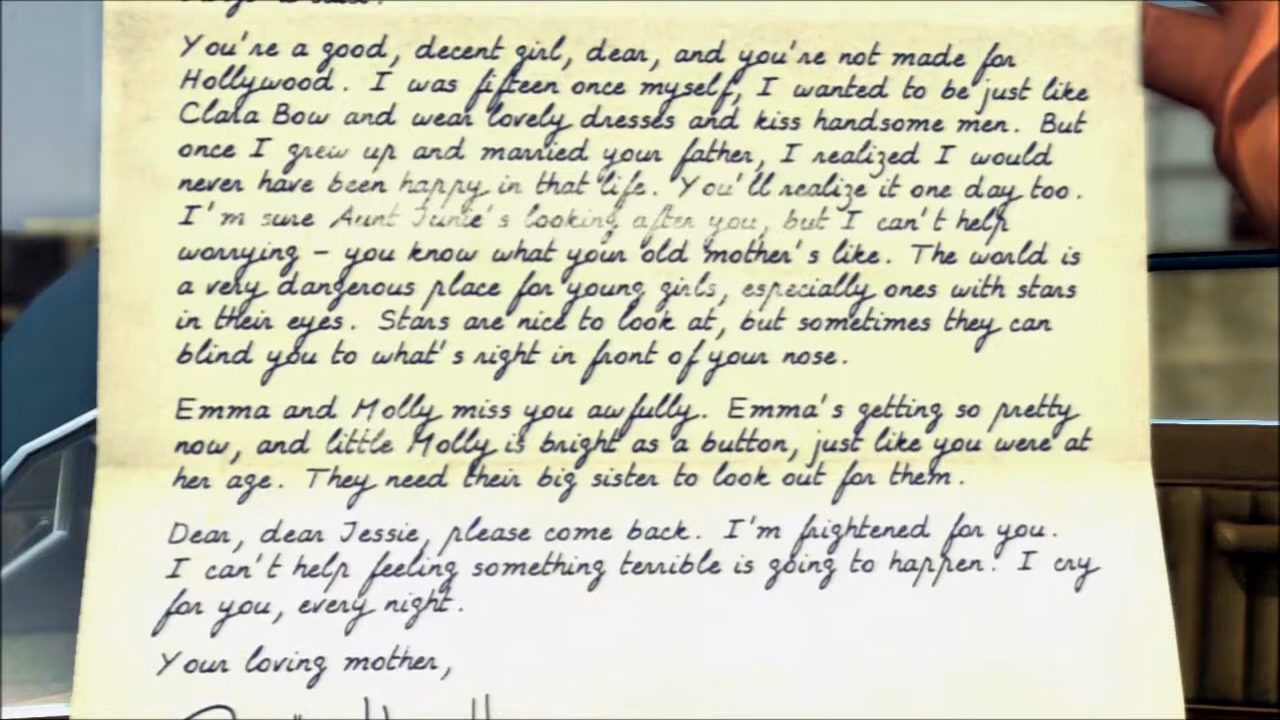 You're a good, decent girl, dear, and you're not made for
Hollywood. I was fifteen once myself, I wanted to be just like
Clara Bow and wear lovely dresses and kiss handsome men. But
once I grew up and married your father, I realized I would
never have been happy in that life. You'll realize it one day too.
I'm sure Aunt Junie's looking after you, but I can't help
worrying - you know what your old mother's like. The world is
a very dangerous place for young girls, especially ones with stars
in their eyes. Stars are nice to look at, but sometimes they can
blind you to what's right in front of your nose.
Emma and Molly miss you awfully. Emma's getting so pretty
now, and little Molly is bright as a button, just like you were at
her age. They need their big sister to look out for them.
Dear, dear Jessie, please come back. I'm frightened for you.
I can't help feeling something terrible is going to happen. I cry
for you, every night.
Your loving mother,